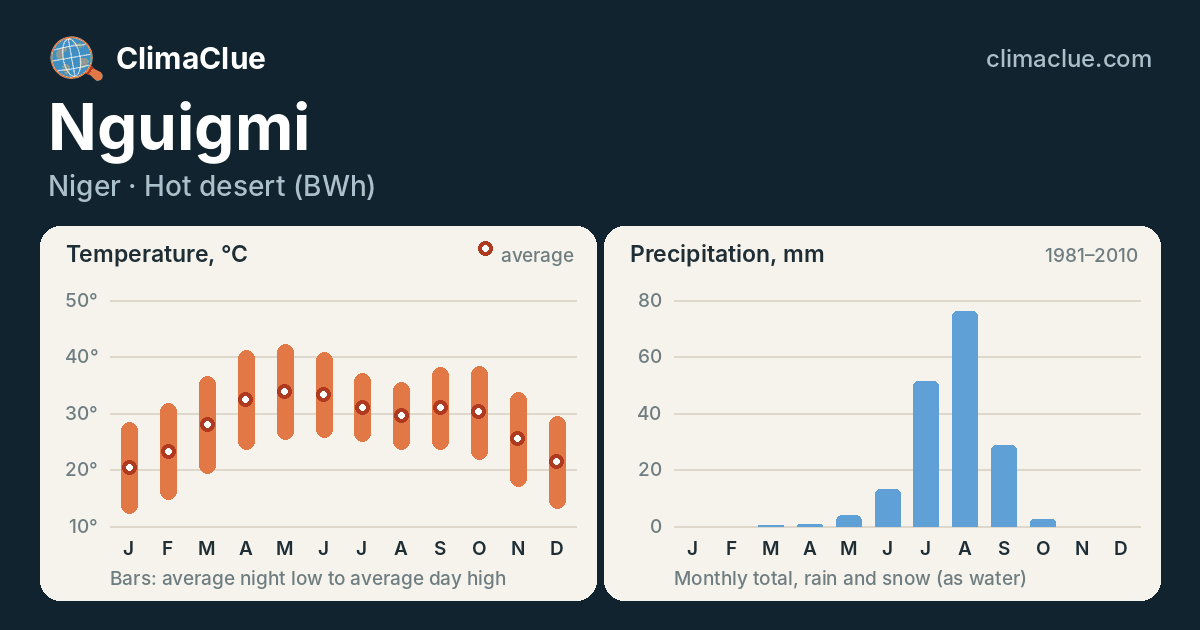 ClimaClue
climaclue.com
Nguigmi
Niger · Hot desert (BWh)
Temperature, °C
average
50°
40°
30°
20°
10°
J F M A M J J A S O N D
Bars: average night low to average day high
Precipitation, mm
1981–2010
80
60
40
20
0
J F M A M J J A S O N D
Monthly total, rain and snow (as water)